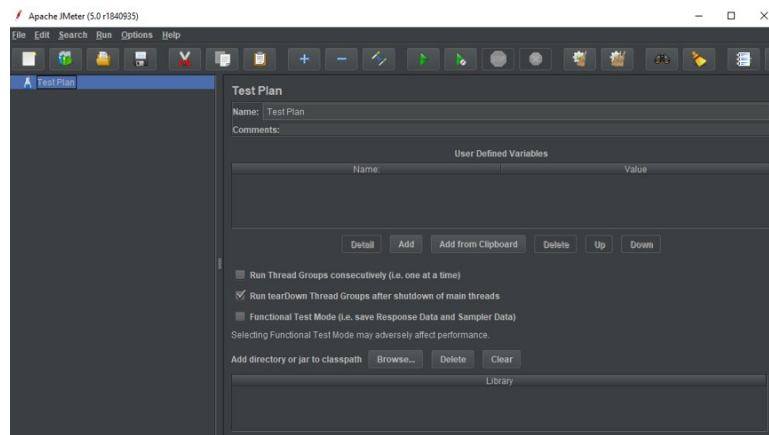 Apache JMeter (5.0 r1840935)
File Edit Search Run Options Help
Test Plan
Test Plan
Name: Test Plan
Comments:
User Defined Variables
Name: Value
Detail Add Add from Clipboard Delete Up Down
Run Thread Groups consecutively (i.e. one at a time)
Run tearDown Thread Groups after shutdown of main threads
Functional Test Mode (i.e. save Response Data and Sampler Data)
Selecting Functional Test Mode may adversely affect performance.
Add directory or jar to classpath Browse... Delete Clear
Library